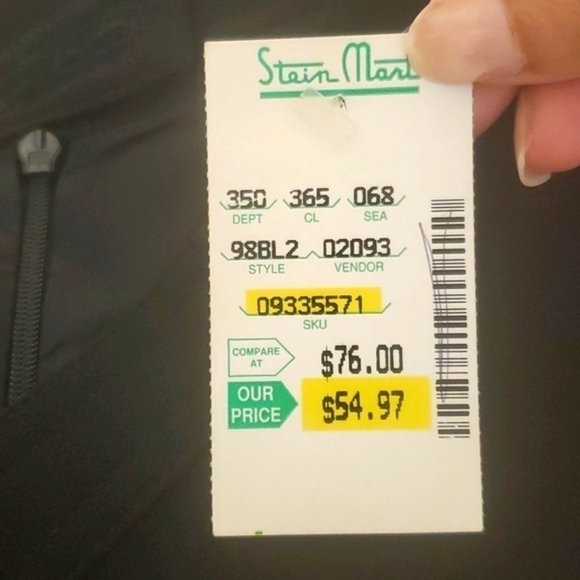 Stein Mart
350 365 068
DEPT CL SEA
98BL2 02093
STYLE VENDOR
09335571
SKU
COMPARE AT $76.00
OUR PRICE $54.97